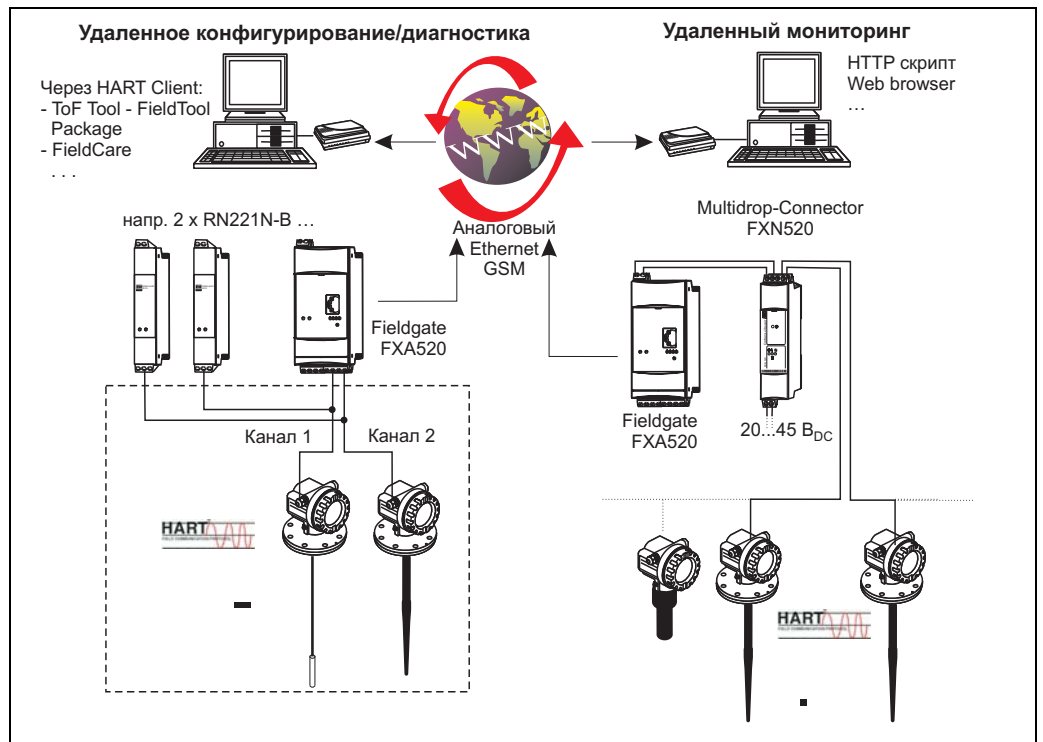 Удаленное конфигурирование/диагностика
Удаленный мониторинг
Через HART Client:
- ToF Tool - FieldTool
Package
- FieldCare
. . .
HTTP скрипт
Web browser
...
WWW
напр. 2 x RN221N-B ...
Аналоговый
Ethernet
GSM
Multidrop-Connector
FXN520
Fieldgate
FXA520
Fieldgate
FXA520
20...45 B DC
Канал 1
Канал 2
HART
HART